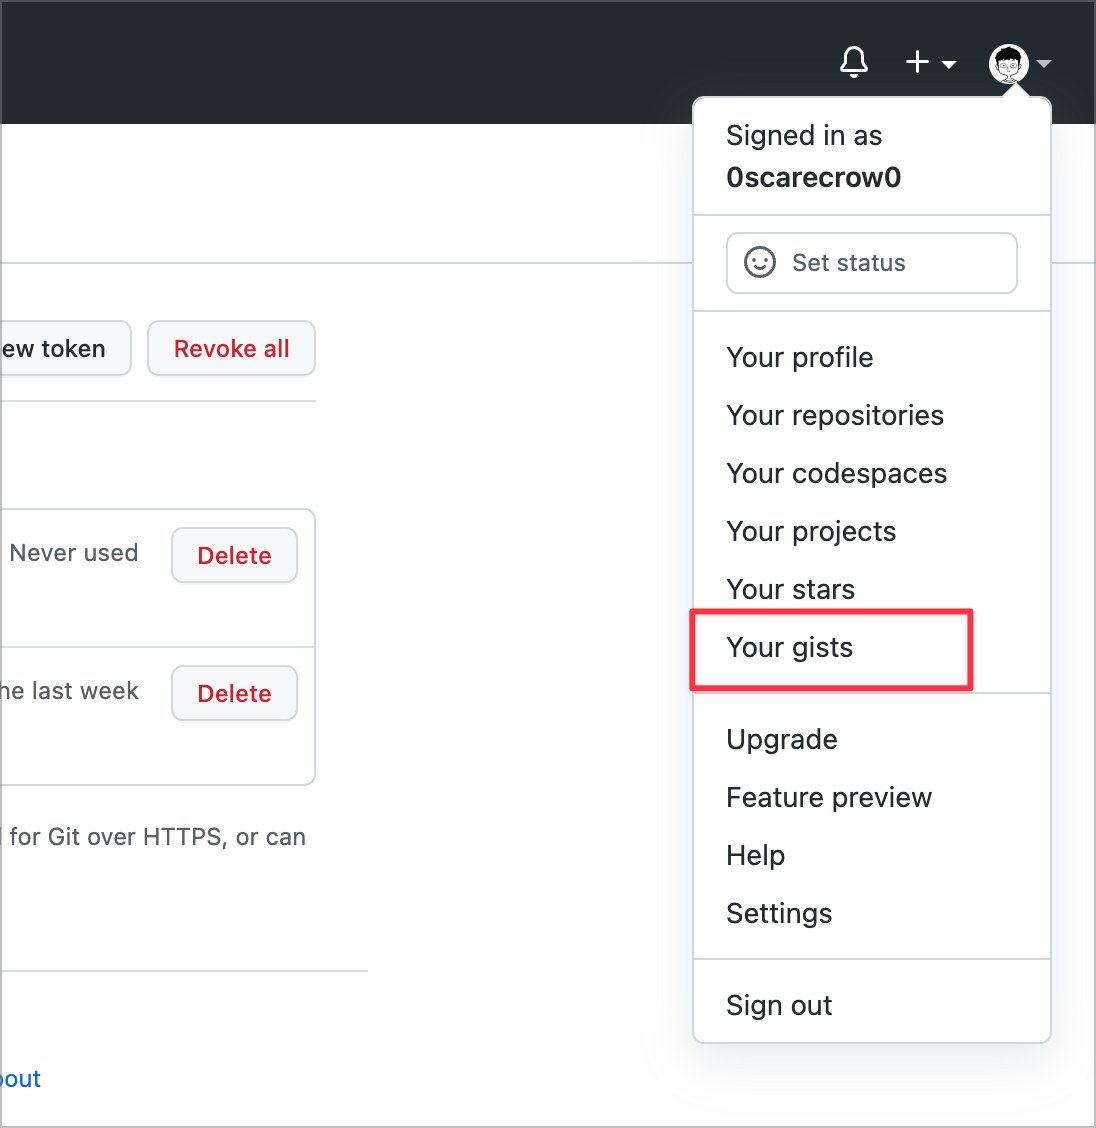 Signed in as
0scarecrow0
Set status
ew token
Revoke all
Your profile
Your repositories
Your codespaces
Your projects
Your stars
Your gists
Never used
Delete
he last week
Delete
Upgrade
Feature preview
Help
Settings
for Git over HTTPS, or can
Sign out
out